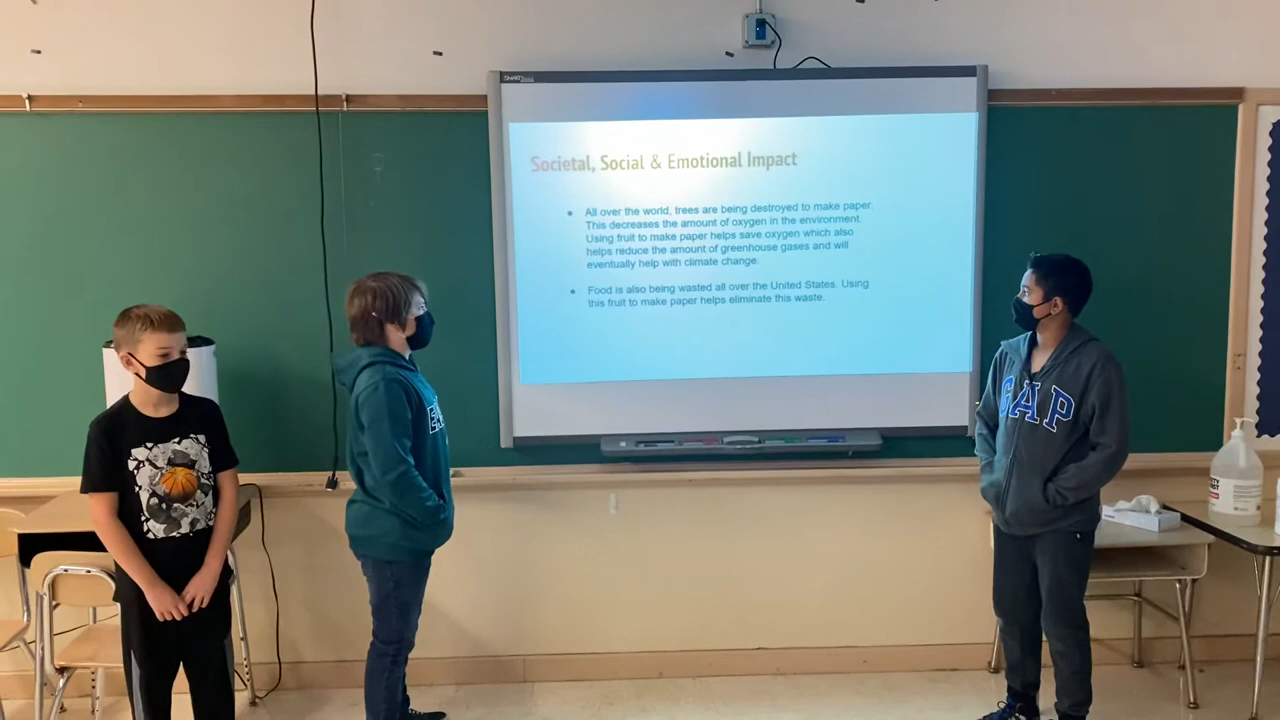 SMART
Societal, Social & Emotional Impact
All over the world, trees are being destroyed to make paper.
This decreases the amount of oxygen in the environment.
Using fruit to make paper helps save oxygen which also
helps reduce the amount of greenhouse gases and will
eventually help with climate change.
Food is also being wasted all over the United States. Using
this fruit to make paper helps eliminate this waste.
GAP